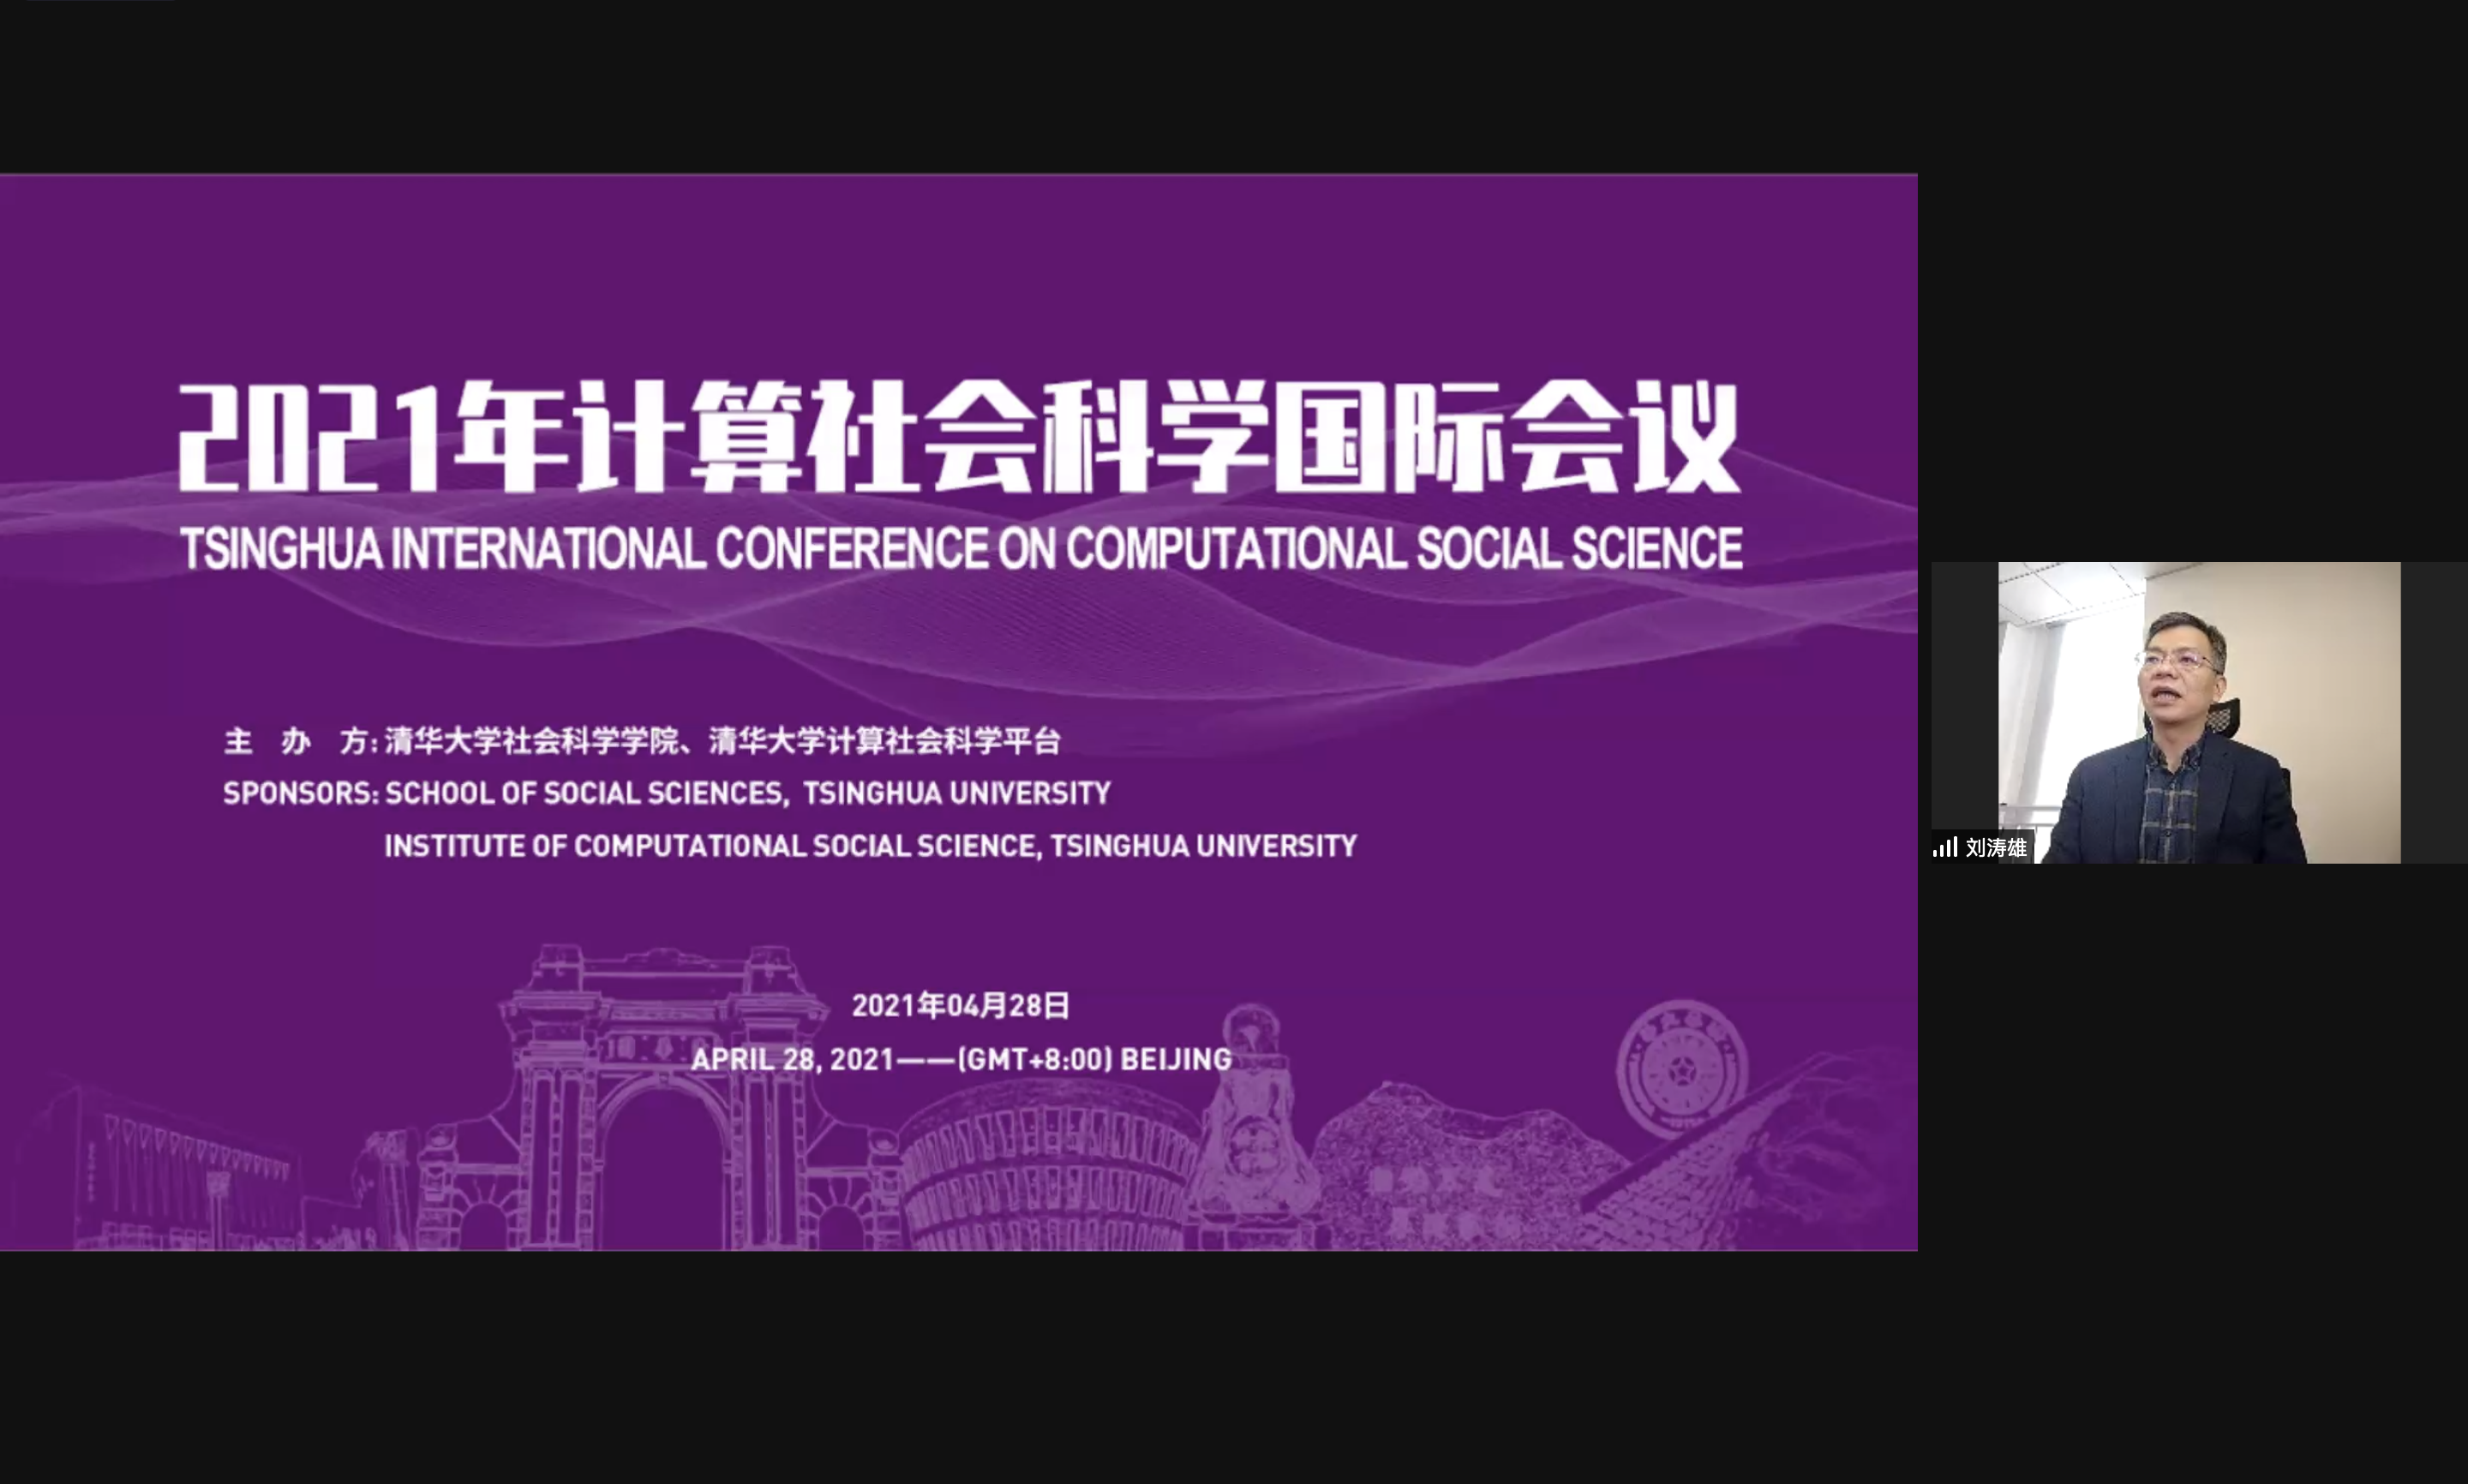 2021年计算社会科学国际会议
TSINGHUA INTERNATIONAL CONFERENCE ON COMPUTATIONAL SOCIAL SCIENCE
主 办 方: 清华大学社会科学学院、清华大学计算社会科学平台
SPONSORS: SCHOOL OF SOCIAL SCIENCES, TSINGHUA UNIVERSITY
INSTITUTE OF COMPUTATIONAL SOCIAL SCIENCE, TSINGHUA UNIVERSITY
2021年04月28日
APRIL 28, 2021——(GMT+8:00) BEIJING
刘涛雄